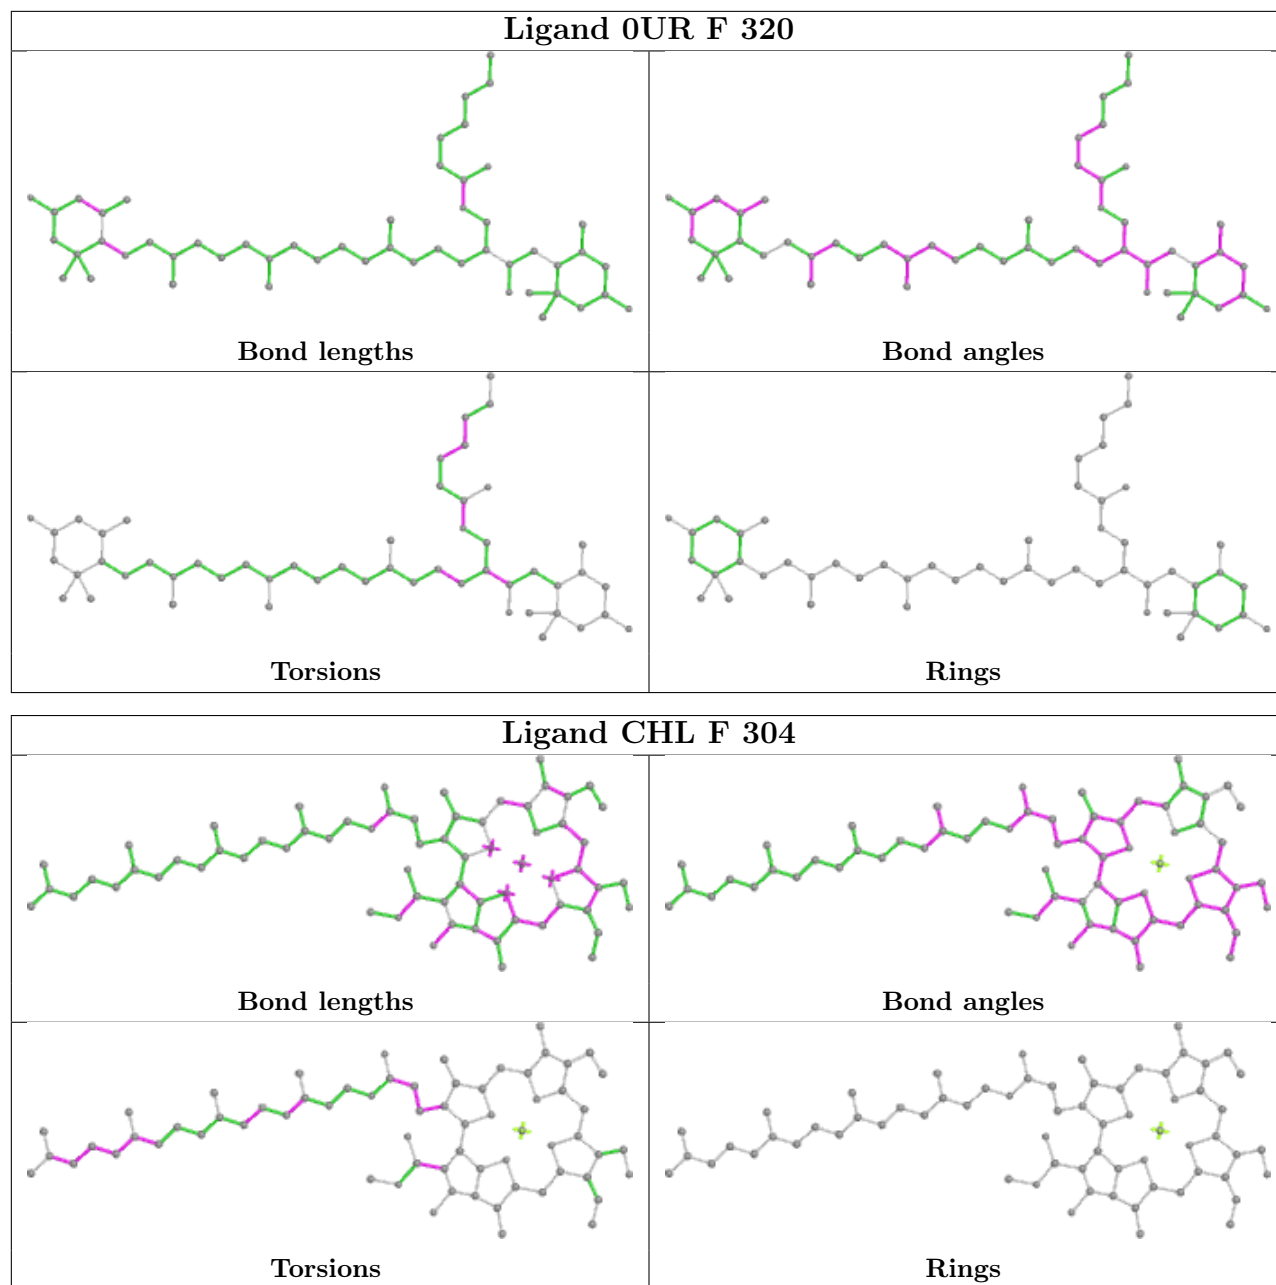 Ligand 0UR F 320
Bond lengths
Bond angles
Torsions
Rings
Ligand CHL F 304
Bond lengths
Bond angles
Torsions
Rings